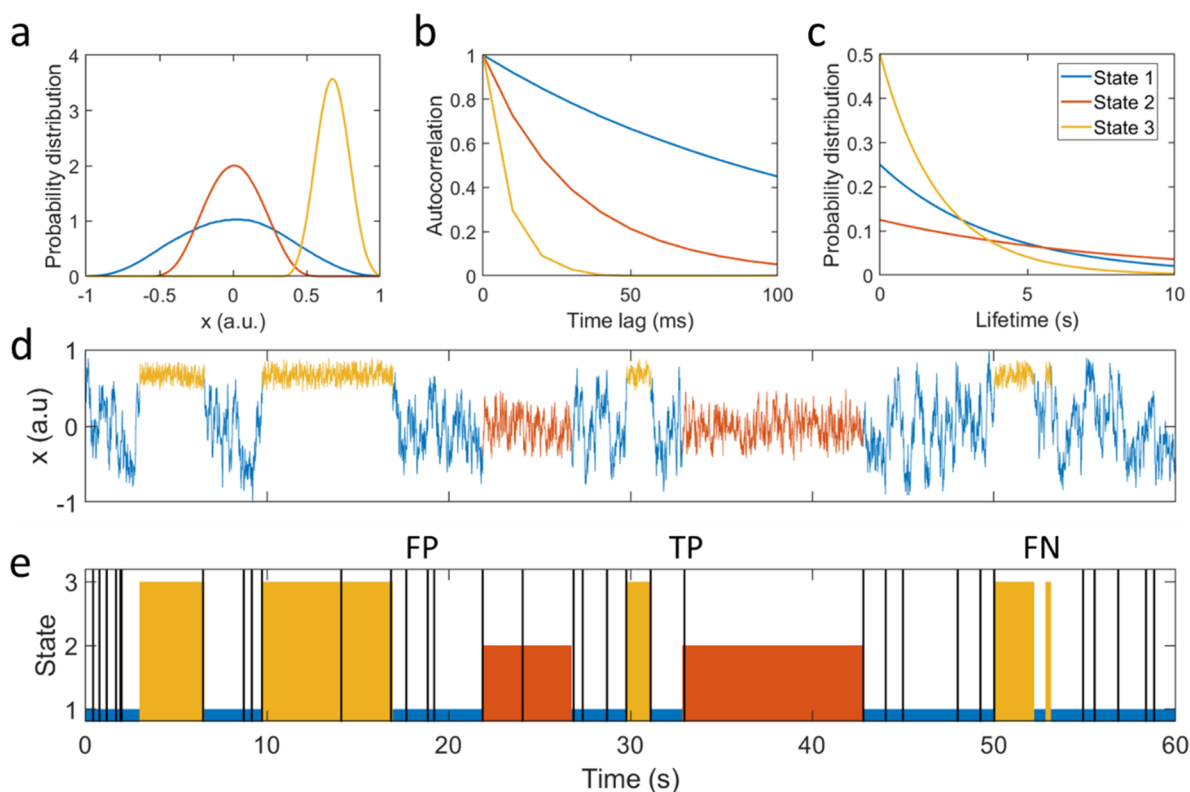 a
b
c
Probability distribution
4
3
2
1
0
-1
-0.5
0
0.5
1
x (a.u.)
Autocorrelation
1
0.8
0.6
0.4
0.2
0
0
50
100
Time lag (ms)
Probability distribution
0.5
0.4
0.3
0.2
0.1
0
0
5
10
Lifetime (s)
State 1
State 2
State 3
d
x (a.u)
1
0
-1
FP
TP
FN
e
State
3
2
1
0
10
20
30
40
50
60
Time (s)